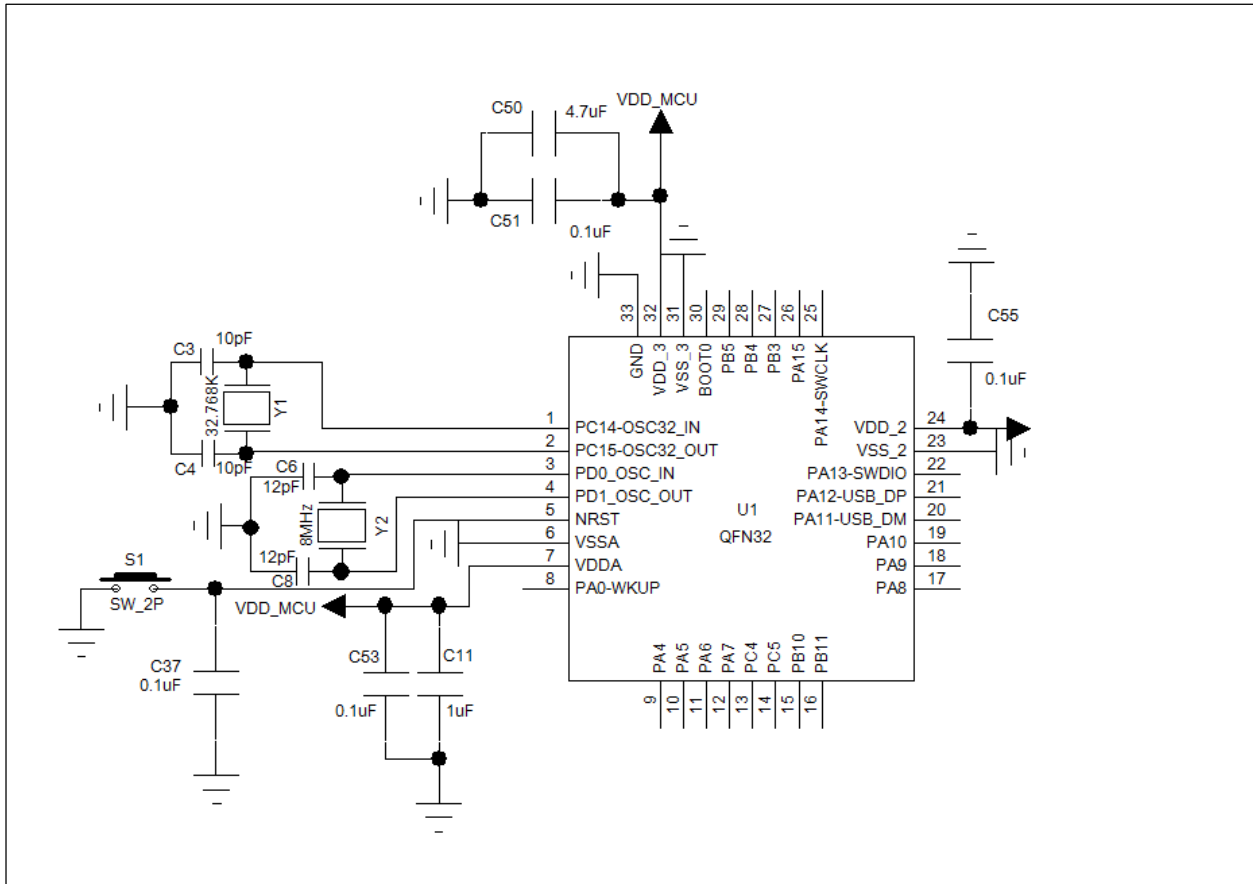 C50
4.7uF
VDD_MCU
C51
0.1uF
C55
0.1uF
33
32
31
30
29
28
27
26
25
GND
VDD_3
VSS_3
BOOT0
PB5
PB4
PB3
PA15
PA14-SWCLK
C3
10pF
32.768K
Y1
C4
10pF
C6
12pF
8MHz
Y2
12pF
C8
1 PC14-OSC32_IN
2 PC15-OSC32_OUT
3 PD0_OSC_IN
4 PD1_OSC_OUT
5 NRST
6 VSSA
7 VDDA
8 PA0-WKUP
U1
QFN32
VDD_2 24
VSS_2 23
PA13-SWDIO 22
PA12-USB_DP 21
PA11-USB_DM 20
PA10 19
PA9 18
PA8 17
S1
SW_2P
VDD_MCU
C37
0.1uF
C53
0.1uF
C11
1uF
PA4
PA5
PA6
PA7
PC4
PC5
PB10
PB11
9
10
11
12
13
14
15
16